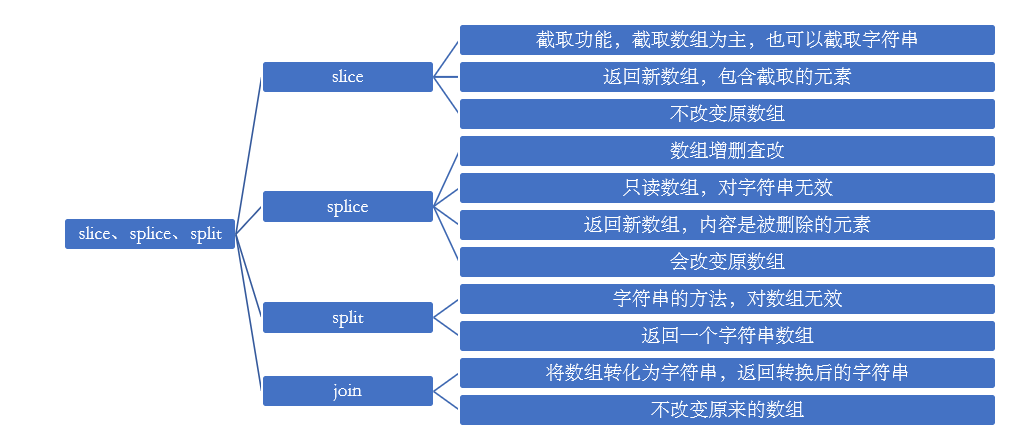 slice、splice、split
slice
截取功能，截取数组为主，也可以截取字符串
返回新数组，包含截取的元素
不改变原数组
splice
数组增删查改
只读数组，对字符串无效
返回新数组，内容是被删除的元素
会改变原数组
split
字符串的方法，对数组无效
返回一个字符串数组
join
将数组转化为字符串，返回转换后的字符串
不改变原来的数组